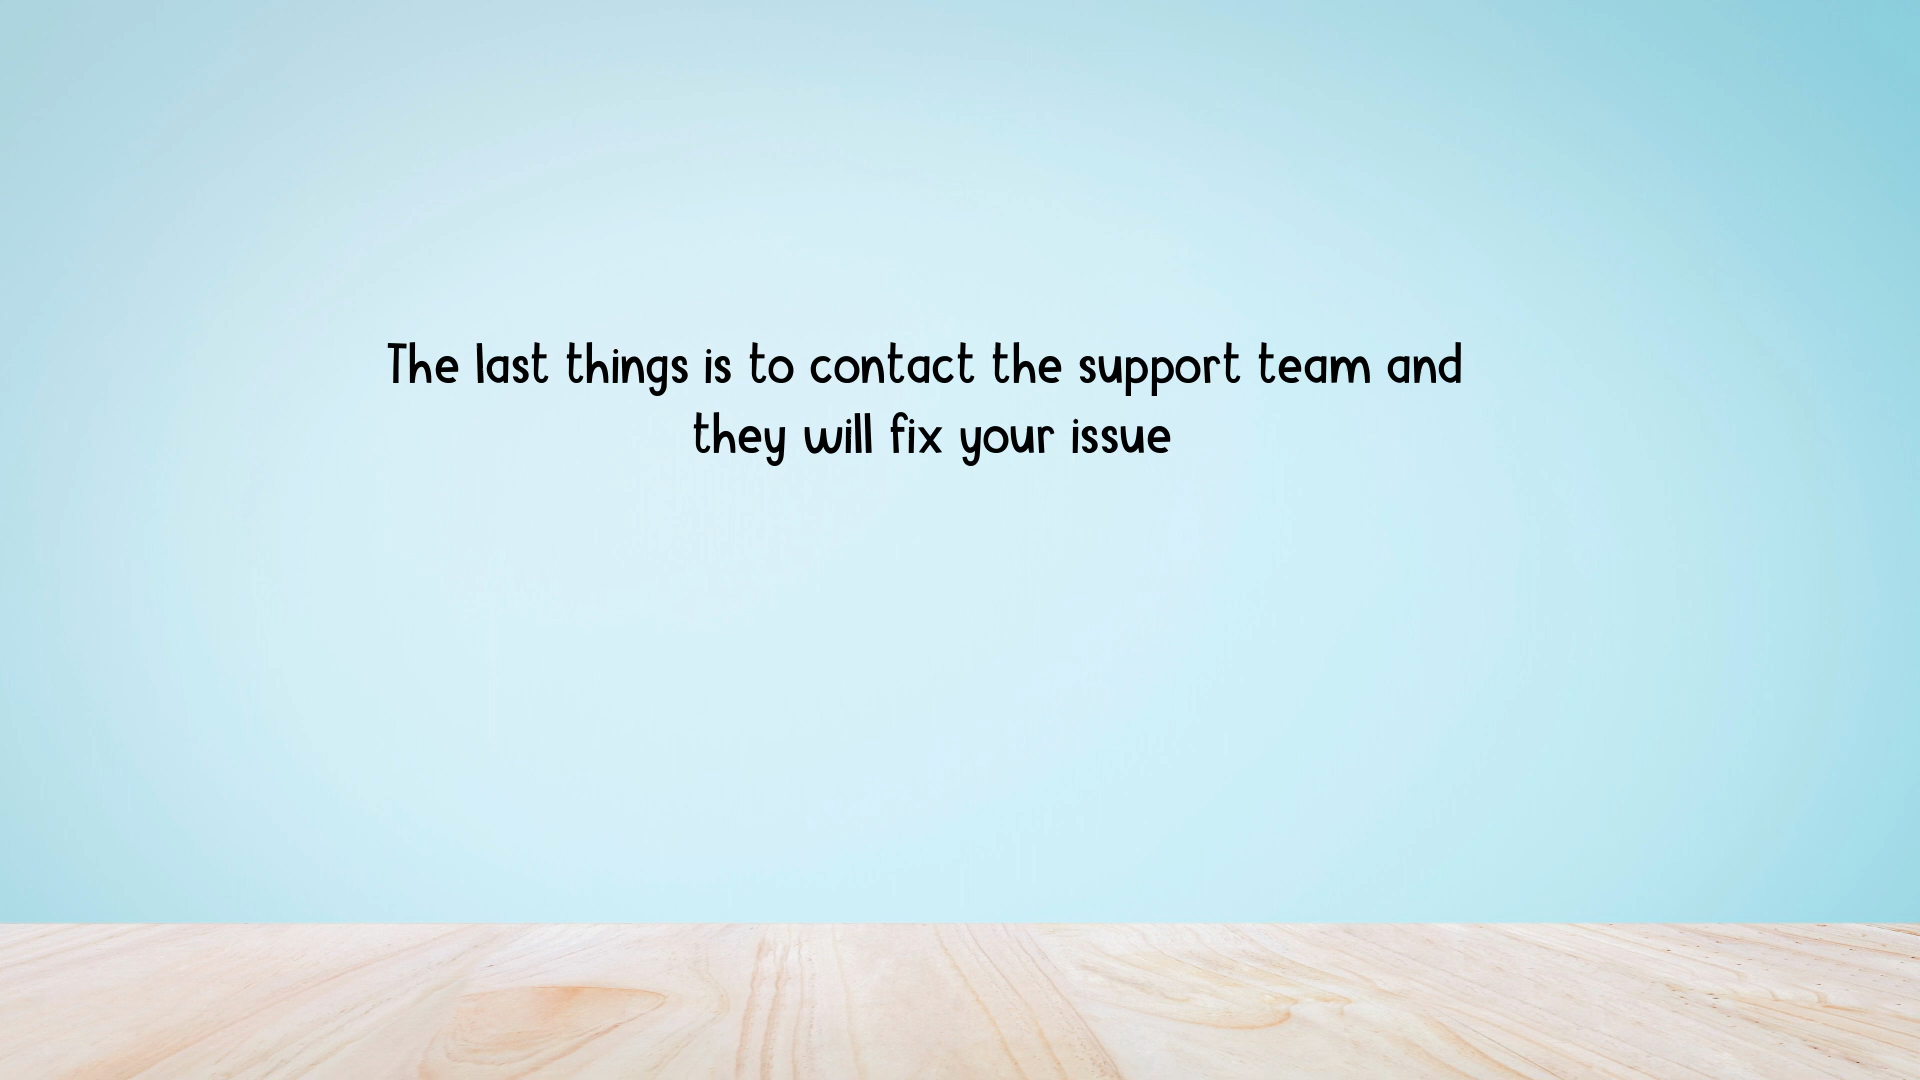 The last things is to contact the support team and
they will fix your issue